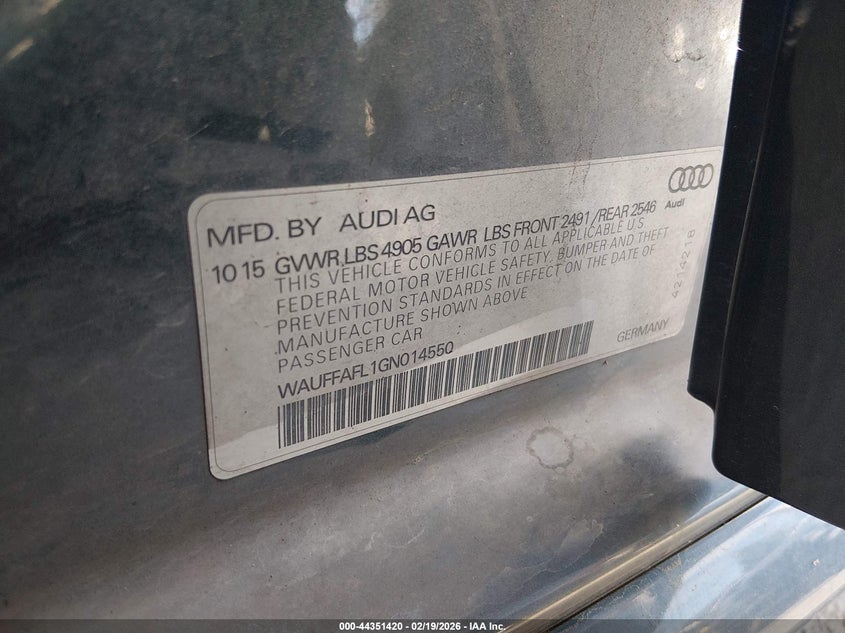 Audi
MFD. BY AUDI AG
10 15 GVWR LBS 4905 GAWR LBS FRONT 2491 /REAR 2546
THIS VEHICLE CONFORMS TO ALL APPLICABLE U.S
FEDERAL MOTOR VEHICLE SAFETY, BUMPER AND THEFT
PREVENTION STANDARDS IN EFFECT ON THE DATE OF
MANUFACTURE SHOWN ABOVE
PASSENGER CAR
4214218
GERMANY
WAUFFAFL1GN014550
000-44351420 - 02/19/2026 - IAA Inc.